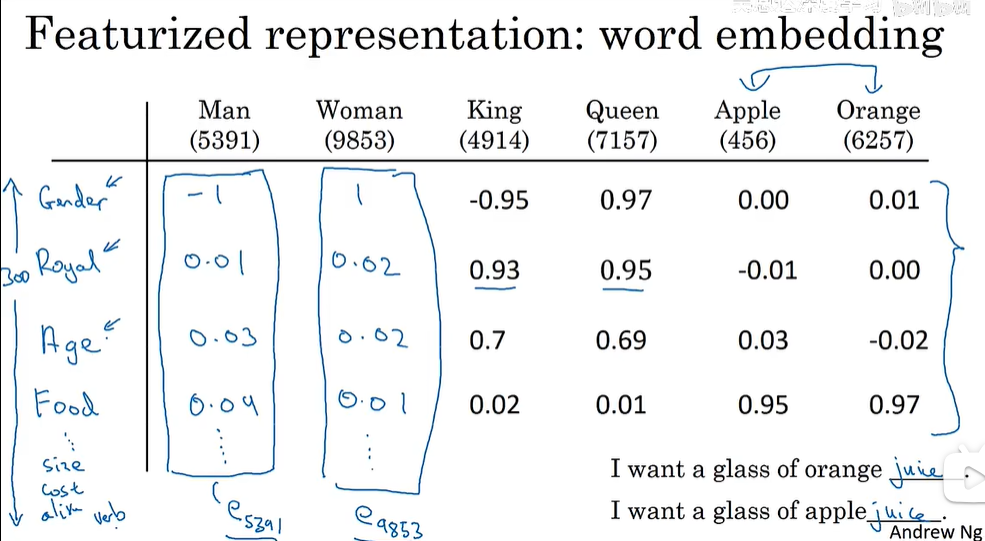 Featurized representation: word embedding
Man Woman King Queen Apple Orange
(5391) (9853) (4914) (7157) (456) (6257)
Gender -1 1 -0.95 0.97 0.00 0.01
300 Royal 0.01 0.02 0.93 0.95 -0.01 0.00
Age 0.03 0.02 0.7 0.69 0.03 -0.02
Food 0.04 0.01 0.02 0.01 0.95 0.97
size
cost
alive verb
I want a glass of orange juice.
I want a glass of apple juice.
e5391 e9853
Andrew Ng